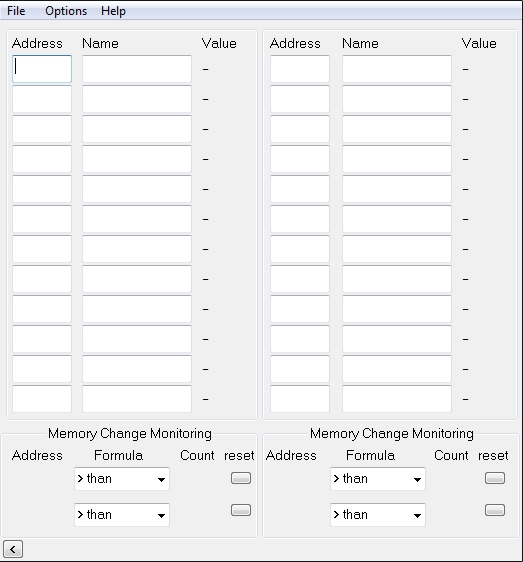 File Options Help
Address Name Value Address Name Value
- -
- -
- -
- -
- -
- -
- -
- -
- -
- -
- -
- -
Memory Change Monitoring Memory Change Monitoring
Address Formula Count reset Address Formula Count reset
> than > than
> than > than
<